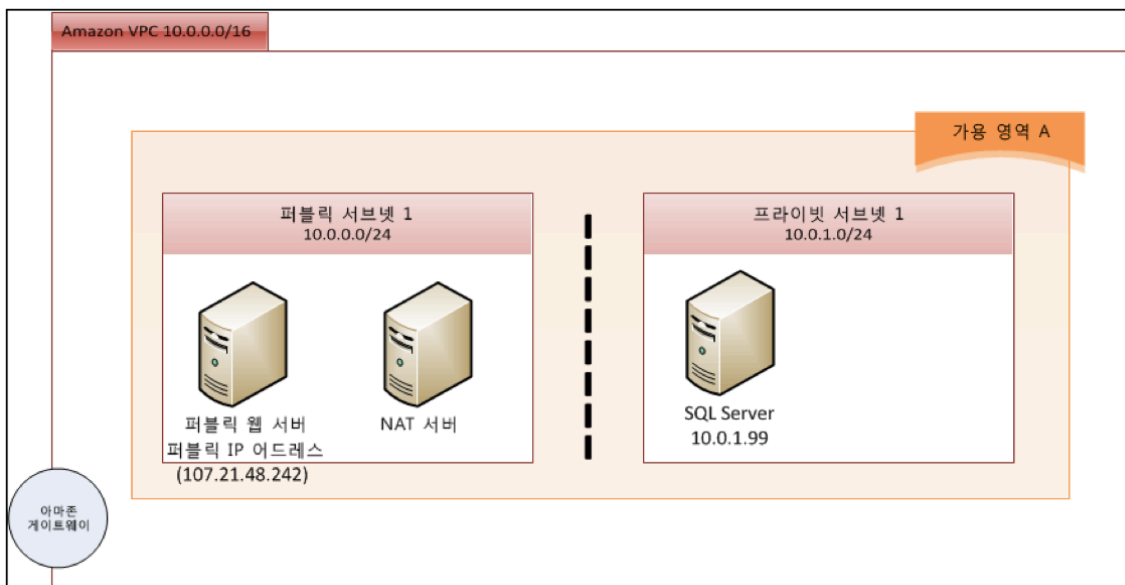 Amazon VPC 10.0.0.0/16
가용 영역 A
퍼블릭 서브넷 1
10.0.0.0/24
프라이빗 서브넷 1
10.0.1.0/24
퍼블릭 웹 서버
퍼블릭 IP 어드레스
(107.21.48.242)
NAT 서버
SQL Server
10.0.1.99
아마존
게이트웨이